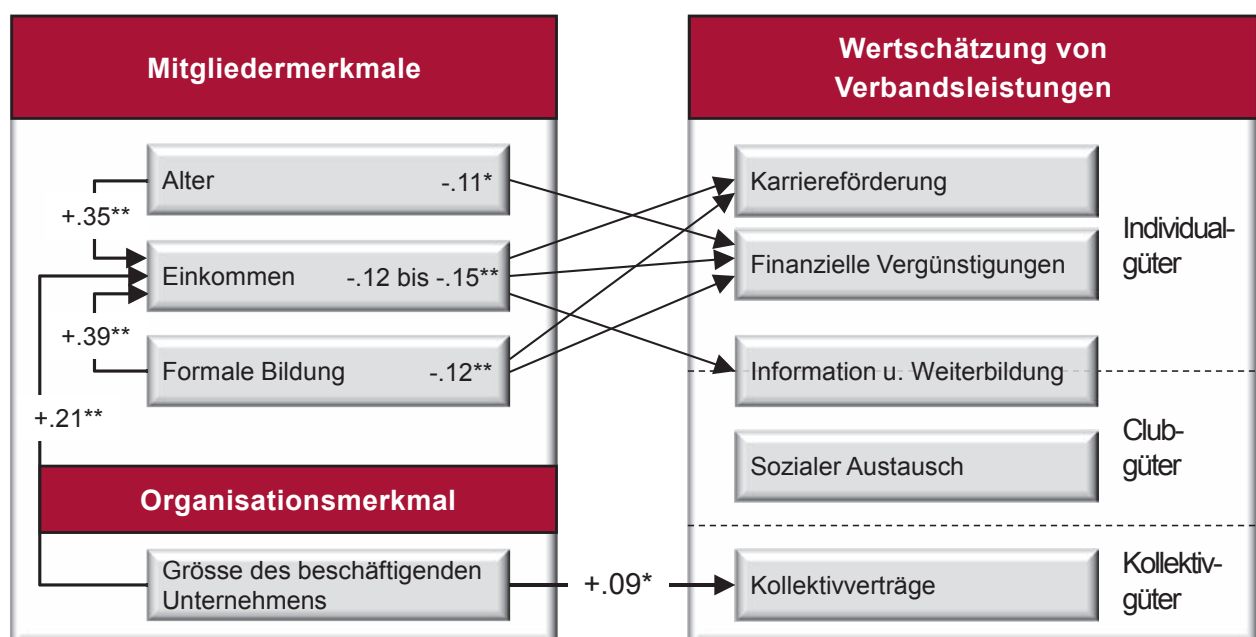 Mitgliedermerkmale
Alter -.11*
+.35**
Einkommen -.12 bis -.15**
+.39**
Formale Bildung -.12**
+.21**
Organisationsmerkmal
Grösse des beschäftigenden
Unternehmens
+.09*
Wertschätzung von
Verbandsleistungen
Karriereförderung
Finanzielle Vergünstigungen
Individual-
güter
Information u. Weiterbildung
Sozialer Austausch
Club-
güter
Kollektivverträge
Kollektiv-
güter